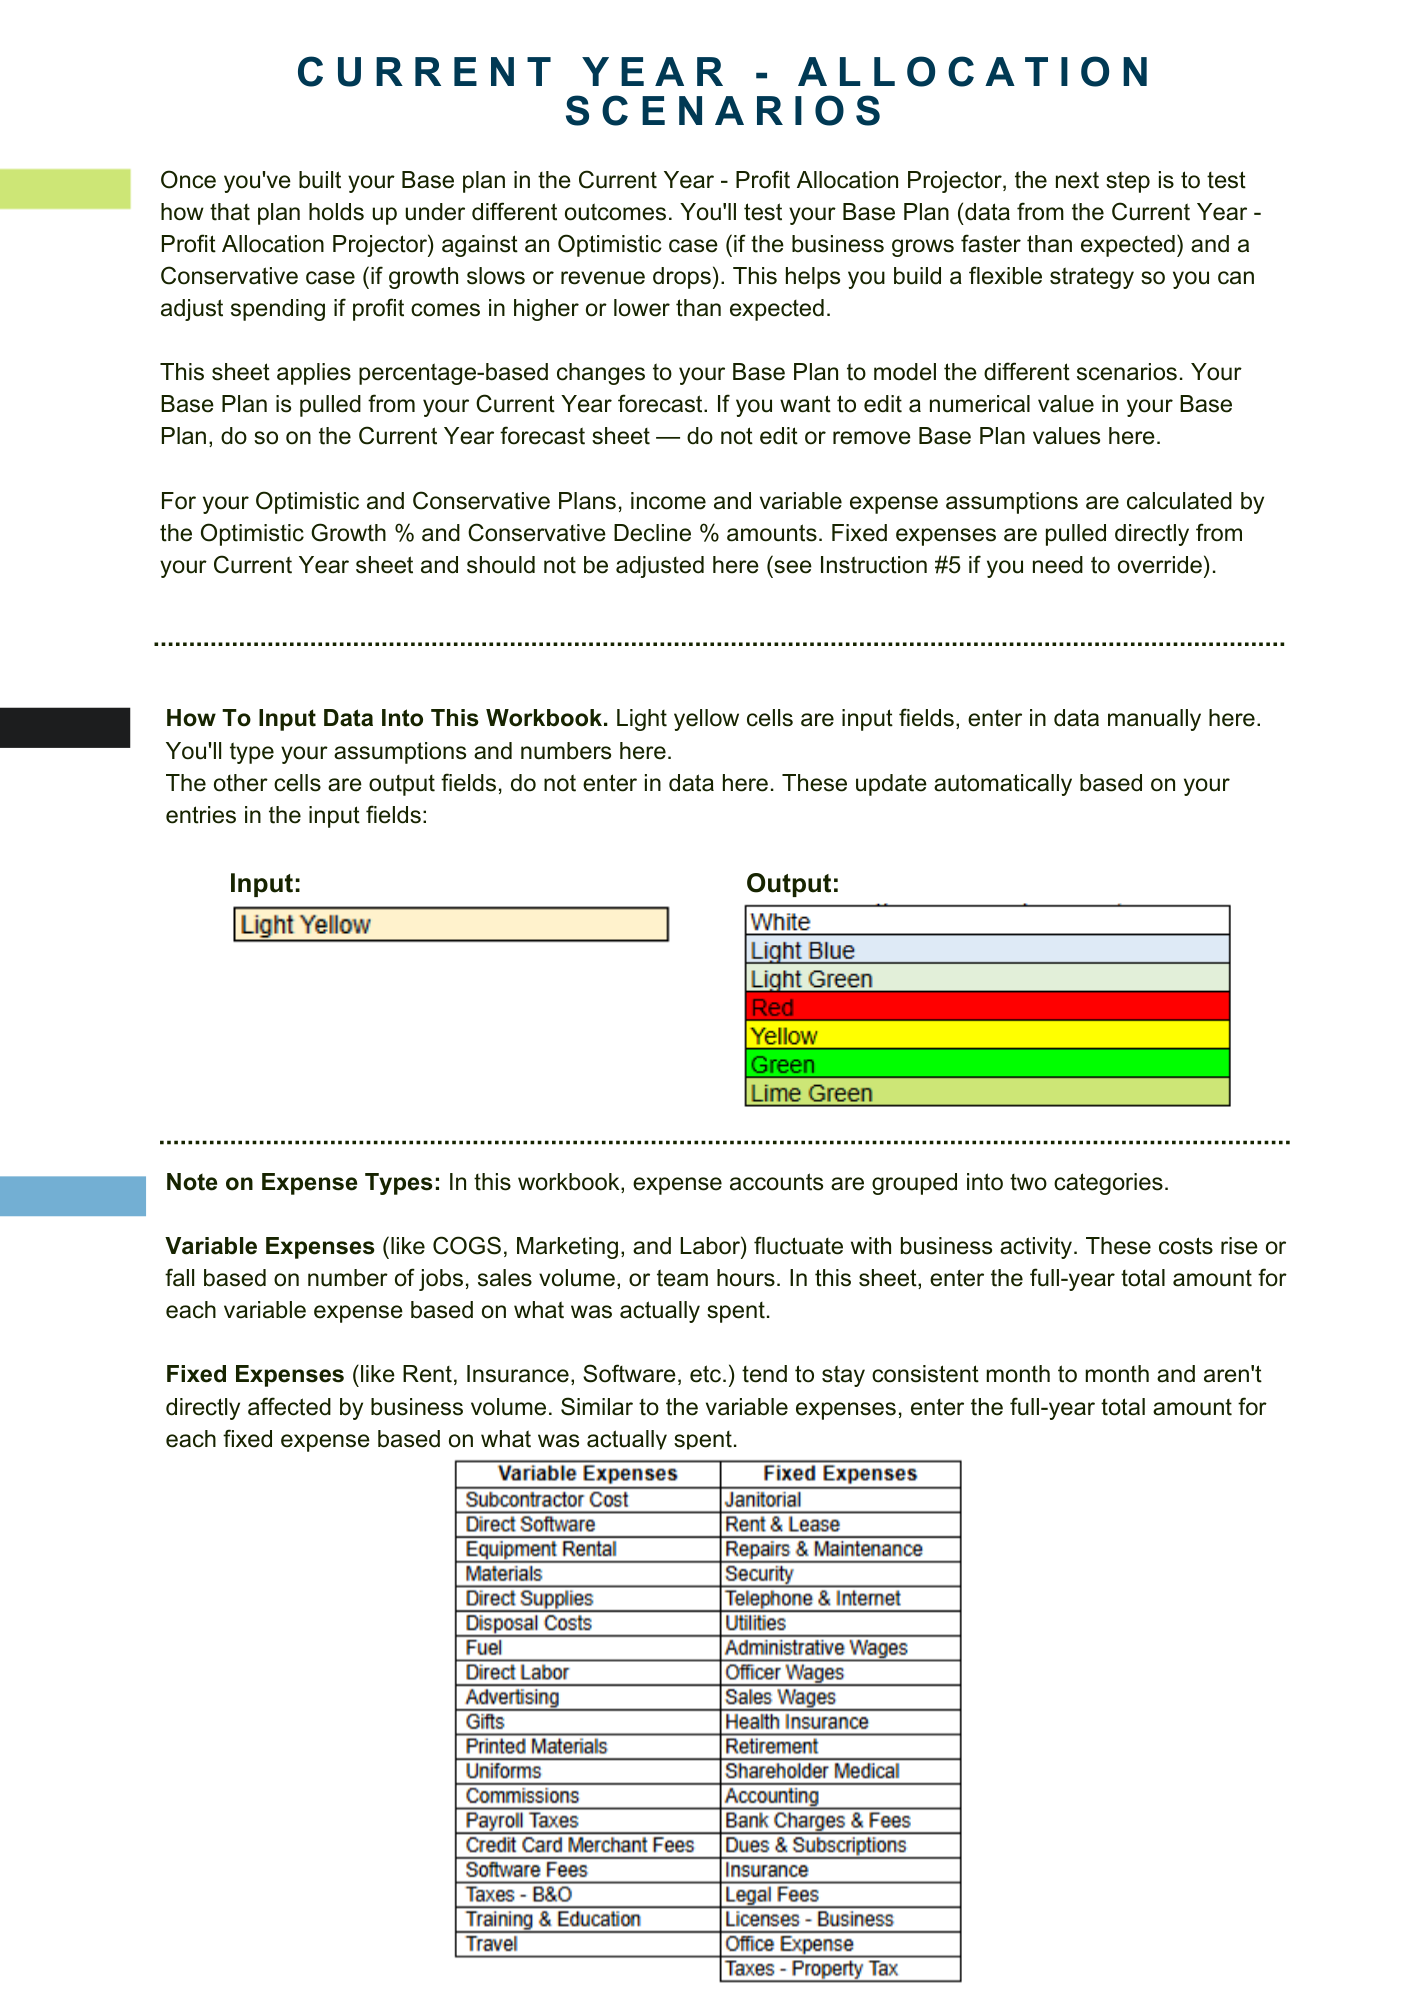 CURRENT YEAR - ALLOCATION
SCENARIOS
Once you've built your Base plan in the Current Year - Profit Allocation Projector, the next step is to test
how that plan holds up under different outcomes. You'll test your Base Plan (data from the Current Year -
Profit Allocation Projector) against an Optimistic case (if the business grows faster than expected) and a
Conservative case (if growth slows or revenue drops). This helps you build a flexible strategy so you can
adjust spending if profit comes in higher or lower than expected.
This sheet applies percentage-based changes to your Base Plan to model the different scenarios. Your
Base Plan is pulled from your Current Year forecast. If you want to edit a numerical value in your Base
Plan, do so on the Current Year forecast sheet — do not edit or remove Base Plan values here.
For your Optimistic and Conservative Plans, income and variable expense assumptions are calculated by
the Optimistic Growth % and Conservative Decline % amounts. Fixed expenses are pulled directly from
your Current Year sheet and should not be adjusted here (see Instruction #5 if you need to override).
How To Input Data Into This Workbook. Light yellow cells are input fields, enter in data manually here.
You'll type your assumptions and numbers here.
The other cells are output fields, do not enter in data here. These update automatically based on your
entries in the input fields:
Input:
Light Yellow
Output:
White
Light Blue
Light Green
Red
Yellow
Green
Lime Green
Note on Expense Types: In this workbook, expense accounts are grouped into two categories.
Variable Expenses (like COGS, Marketing, and Labor) fluctuate with business activity. These costs rise or
fall based on number of jobs, sales volume, or team hours. In this sheet, enter the full-year total amount for
each variable expense based on what was actually spent.
Fixed Expenses (like Rent, Insurance, Software, etc.) tend to stay consistent month to month and aren't
directly affected by business volume. Similar to the variable expenses, enter the full-year total amount for
each fixed expense based on what was actually spent.
Variable Expenses Fixed Expenses
Subcontractor Cost Janitorial
Direct Software Rent & Lease
Equipment Rental Repairs & Maintenance
Materials Security
Direct Supplies Telephone & Internet
Disposal Costs Utilities
Fuel Administrative Wages
Direct Labor Officer Wages
Advertising Sales Wages
Gifts Health Insurance
Printed Materials Retirement
Uniforms Shareholder Medical
Commissions Accounting
Payroll Taxes Bank Charges & Fees
Credit Card Merchant Fees Dues & Subscriptions
Software Fees Insurance
Taxes - B&O Legal Fees
Training & Education Licenses - Business
Travel Office Expense
Taxes - Property Tax